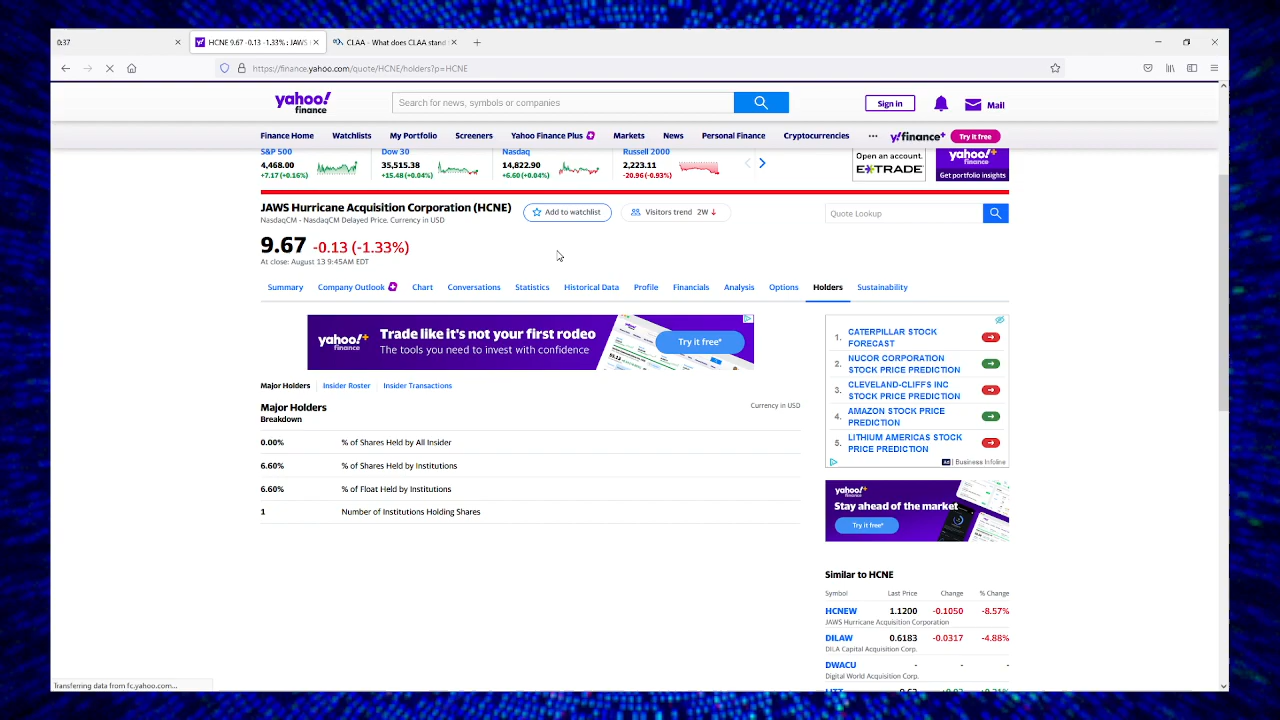 0:37
HCNE 9.67 -0.13 -1.33% : JAWS
CLAA - What does CLAA stand
https://finance.yahoo.com/quote/HCNE/holders?p=HCNE
yahoo!
finance
Search for news, symbols or companies
Sign in
Mail
Finance Home
Watchlists
My Portfolio
Screeners
Yahoo Finance Plus
Markets
News
Personal Finance
Cryptocurrencies
...
y!finance+
Try it free
S&P 500
4,468.00
+7.17 (+0.16%)
Dow 30
35,515.38
+15.48 (+0.04%)
Nasdaq
14,822.90
+6.60 (+0.04%)
Russell 2000
2,223.11
-20.96 (-0.93%)
Open an account.
E*TRADE
yahoo!+
finance
Get portfolio insights
JAWS Hurricane Acquisition Corporation (HCNE)
NasdaqCM - NasdaqCM Delayed Price. Currency in USD
Add to watchlist
Visitors trend 2W ↓
Quote Lookup
9.67 -0.13 (-1.33%)
At close: August 13 9:45AM EDT
Summary
Company Outlook
Chart
Conversations
Statistics
Historical Data
Profile
Financials
Analysis
Options
Holders
Sustainability
yahoo!+
finance
Trade like it's not your first rodeo
The tools you need to invest with confidence
Try it free*
Major Holders
Insider Roster
Insider Transactions
Major Holders
Currency in USD
Breakdown
0.00% % of Shares Held by All Insider
6.60% % of Shares Held by Institutions
6.60% % of Float Held by Institutions
1 Number of Institutions Holding Shares
1. CATERPILLAR STOCK
FORECAST
2. NUCOR CORPORATION
STOCK PRICE PREDICTION
3. CLEVELAND-CLIFFS INC
STOCK PRICE PREDICTION
4. AMAZON STOCK PRICE
PREDICTION
5. LITHIUM AMERICAS STOCK
PRICE PREDICTION
Ad | Business Infoline
yahoo!+
finance
Stay ahead of the market
Try it free*
Similar to HCNE
Symbol Last Price Change % Change
HCNEW 1.1200 -0.1050 -8.57%
JAWS Hurricane Acquisition Corporation
DILAW 0.6183 -0.0317 -4.88%
DILA Capital Acquisition Corp.
DWACU - - -
Digital World Acquisition Corp.
Transferring data from fc.yahoo.com...